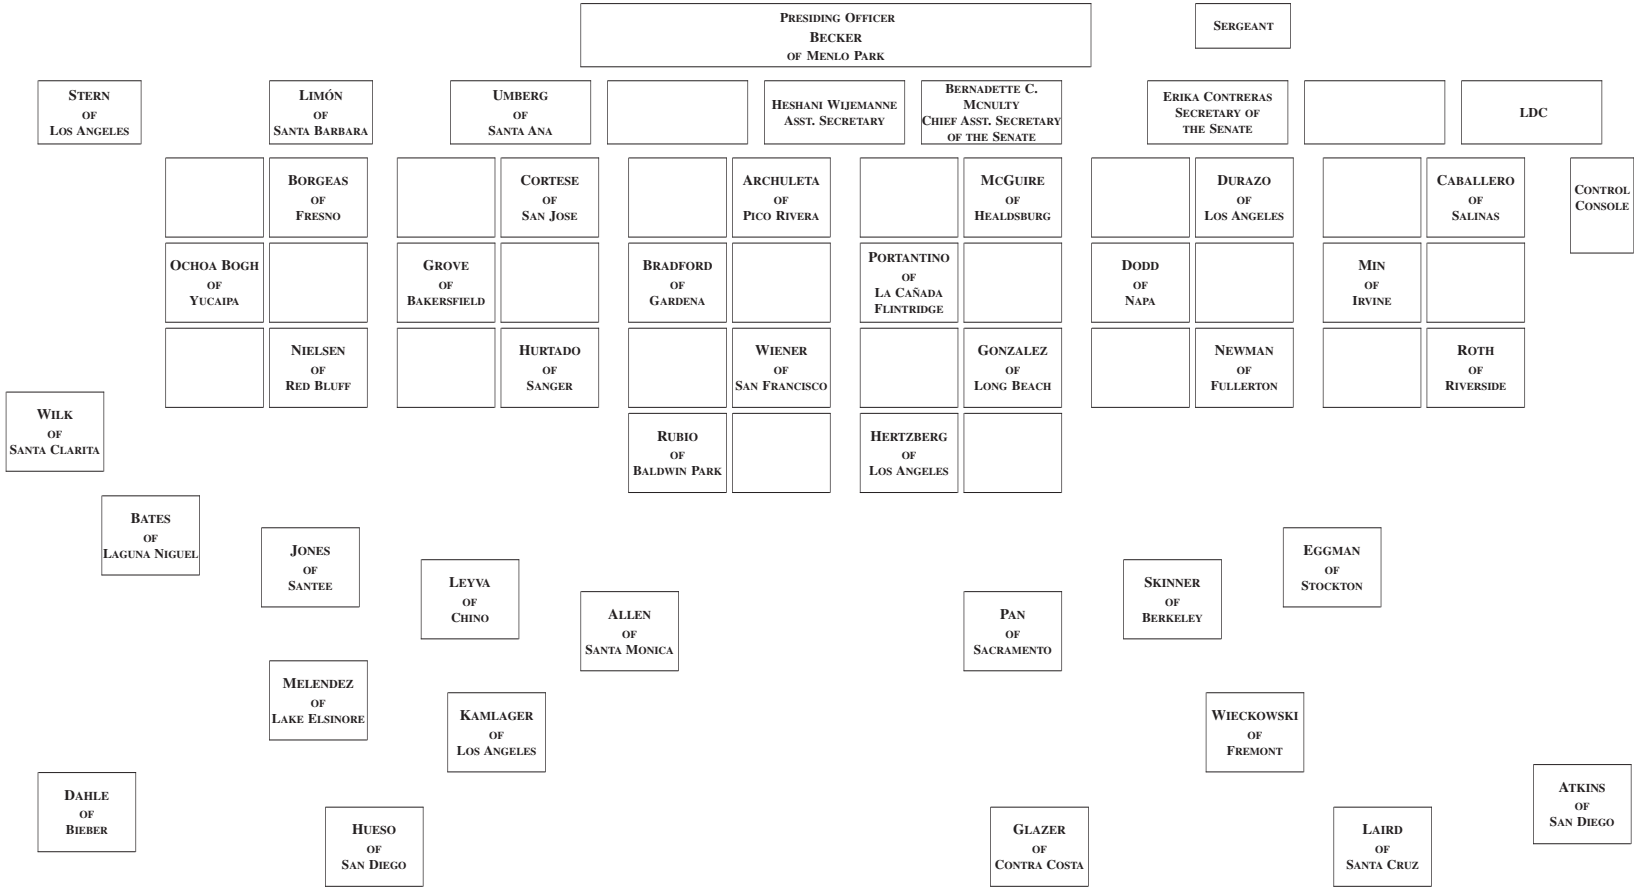 PRESIDING OFFICER
BECKER
OF MENLO PARK
SERGEANT
STERN
OF
LOS ANGELES
LIMÓN
OF
SANTA BARBARA
UMBERG
OF
SANTA ANA
HESHANI WIJEMANNE
ASST. SECRETARY
BERNADETTE C.
MCNULTY
CHIEF ASST. SECRETARY
OF THE SENATE
ERIKA CONTRERAS
SECRETARY OF
THE SENATE
LDC
BORGEAS
OF
FRESNO
CORTESE
OF
SAN JOSE
ARCHULETA
OF
PICO RIVERA
MCGUIRE
OF
HEALDSBURG
DURAZO
OF
LOS ANGELES
CABALLERO
OF
SALINAS
CONTROL
CONSOLE
OCHOA BOGH
OF
YUCAIPA
GROVE
OF
BAKERSFIELD
BRADFORD
OF
GARDENA
PORTANTINO
OF
LA CAÑADA
FLINTRIDGE
DODD
OF
NAPA
MIN
OF
IRVINE
NIELSEN
OF
RED BLUFF
HURTADO
OF
SANGER
WIENER
OF
SAN FRANCISCO
GONZALEZ
OF
LONG BEACH
NEWMAN
OF
FULLERTON
ROTH
OF
RIVERSIDE
WILK
OF
SANTA CLARITA
RUBIO
OF
BALDWIN PARK
HERTZBERG
OF
LOS ANGELES
BATES
OF
LAGUNA NIGUEL
JONES
OF
SANTEE
LEYVA
OF
CHINO
ALLEN
OF
SANTA MONICA
PAN
OF
SACRAMENTO
SKINNER
OF
BERKELEY
EGGMAN
OF
STOCKTON
MELENDEZ
OF
LAKE ELSINORE
KAMLAGER
OF
LOS ANGELES
WIECKOWSKI
OF
FREMONT
DAHLE
OF
BIEBER
HUESO
OF
SAN DIEGO
GLAZER
OF
CONTRA COSTA
LAIRD
OF
SANTA CRUZ
ATKINS
OF
SAN DIEGO